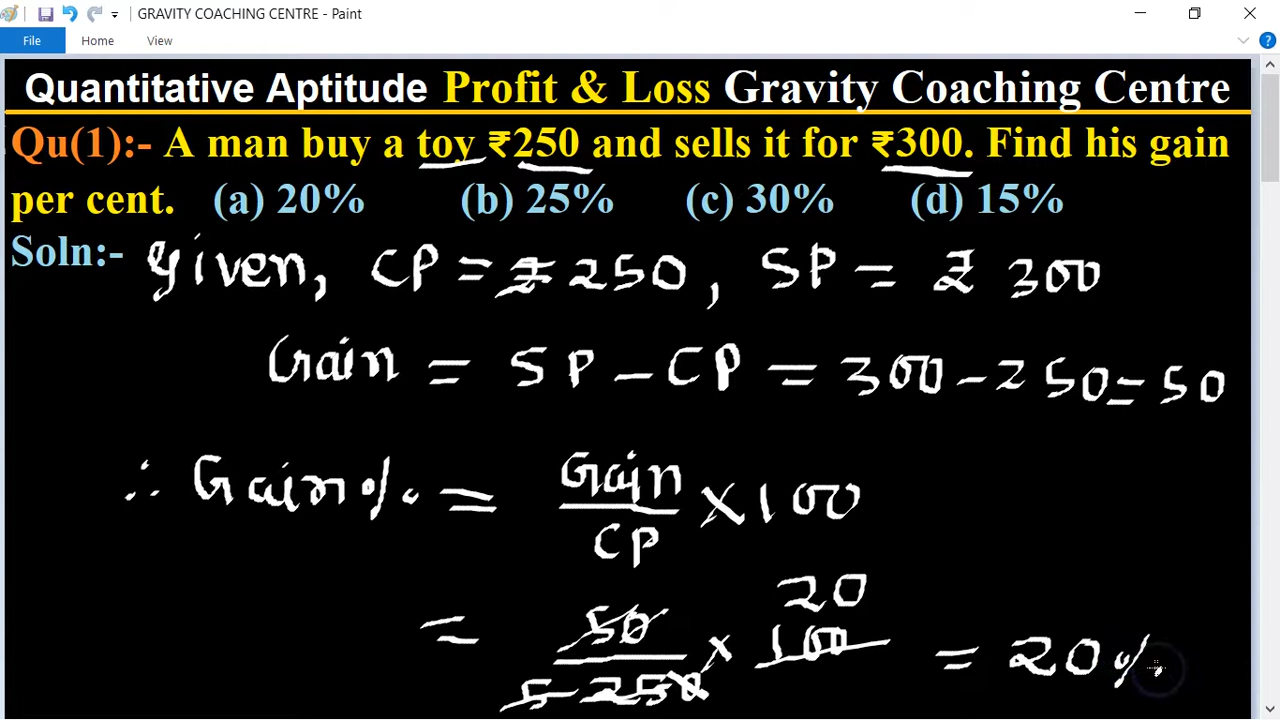 GRAVITY COACHING CENTRE - Paint
File Home View
Quantitative Aptitude Profit & Loss Gravity Coaching Centre
Qu(1):- A man buy a toy ₹250 and sells it for ₹300. Find his gain
per cent. (a) 20% (b) 25% (c) 30% (d) 15%
Soln:- Given, CP = ₹250, SP = ₹ 300
Gain = SP - CP = 300 - 250 = 50
∴ Gain % = Gain/CP × 100
20
= 50/5 250 × 100 = 20%